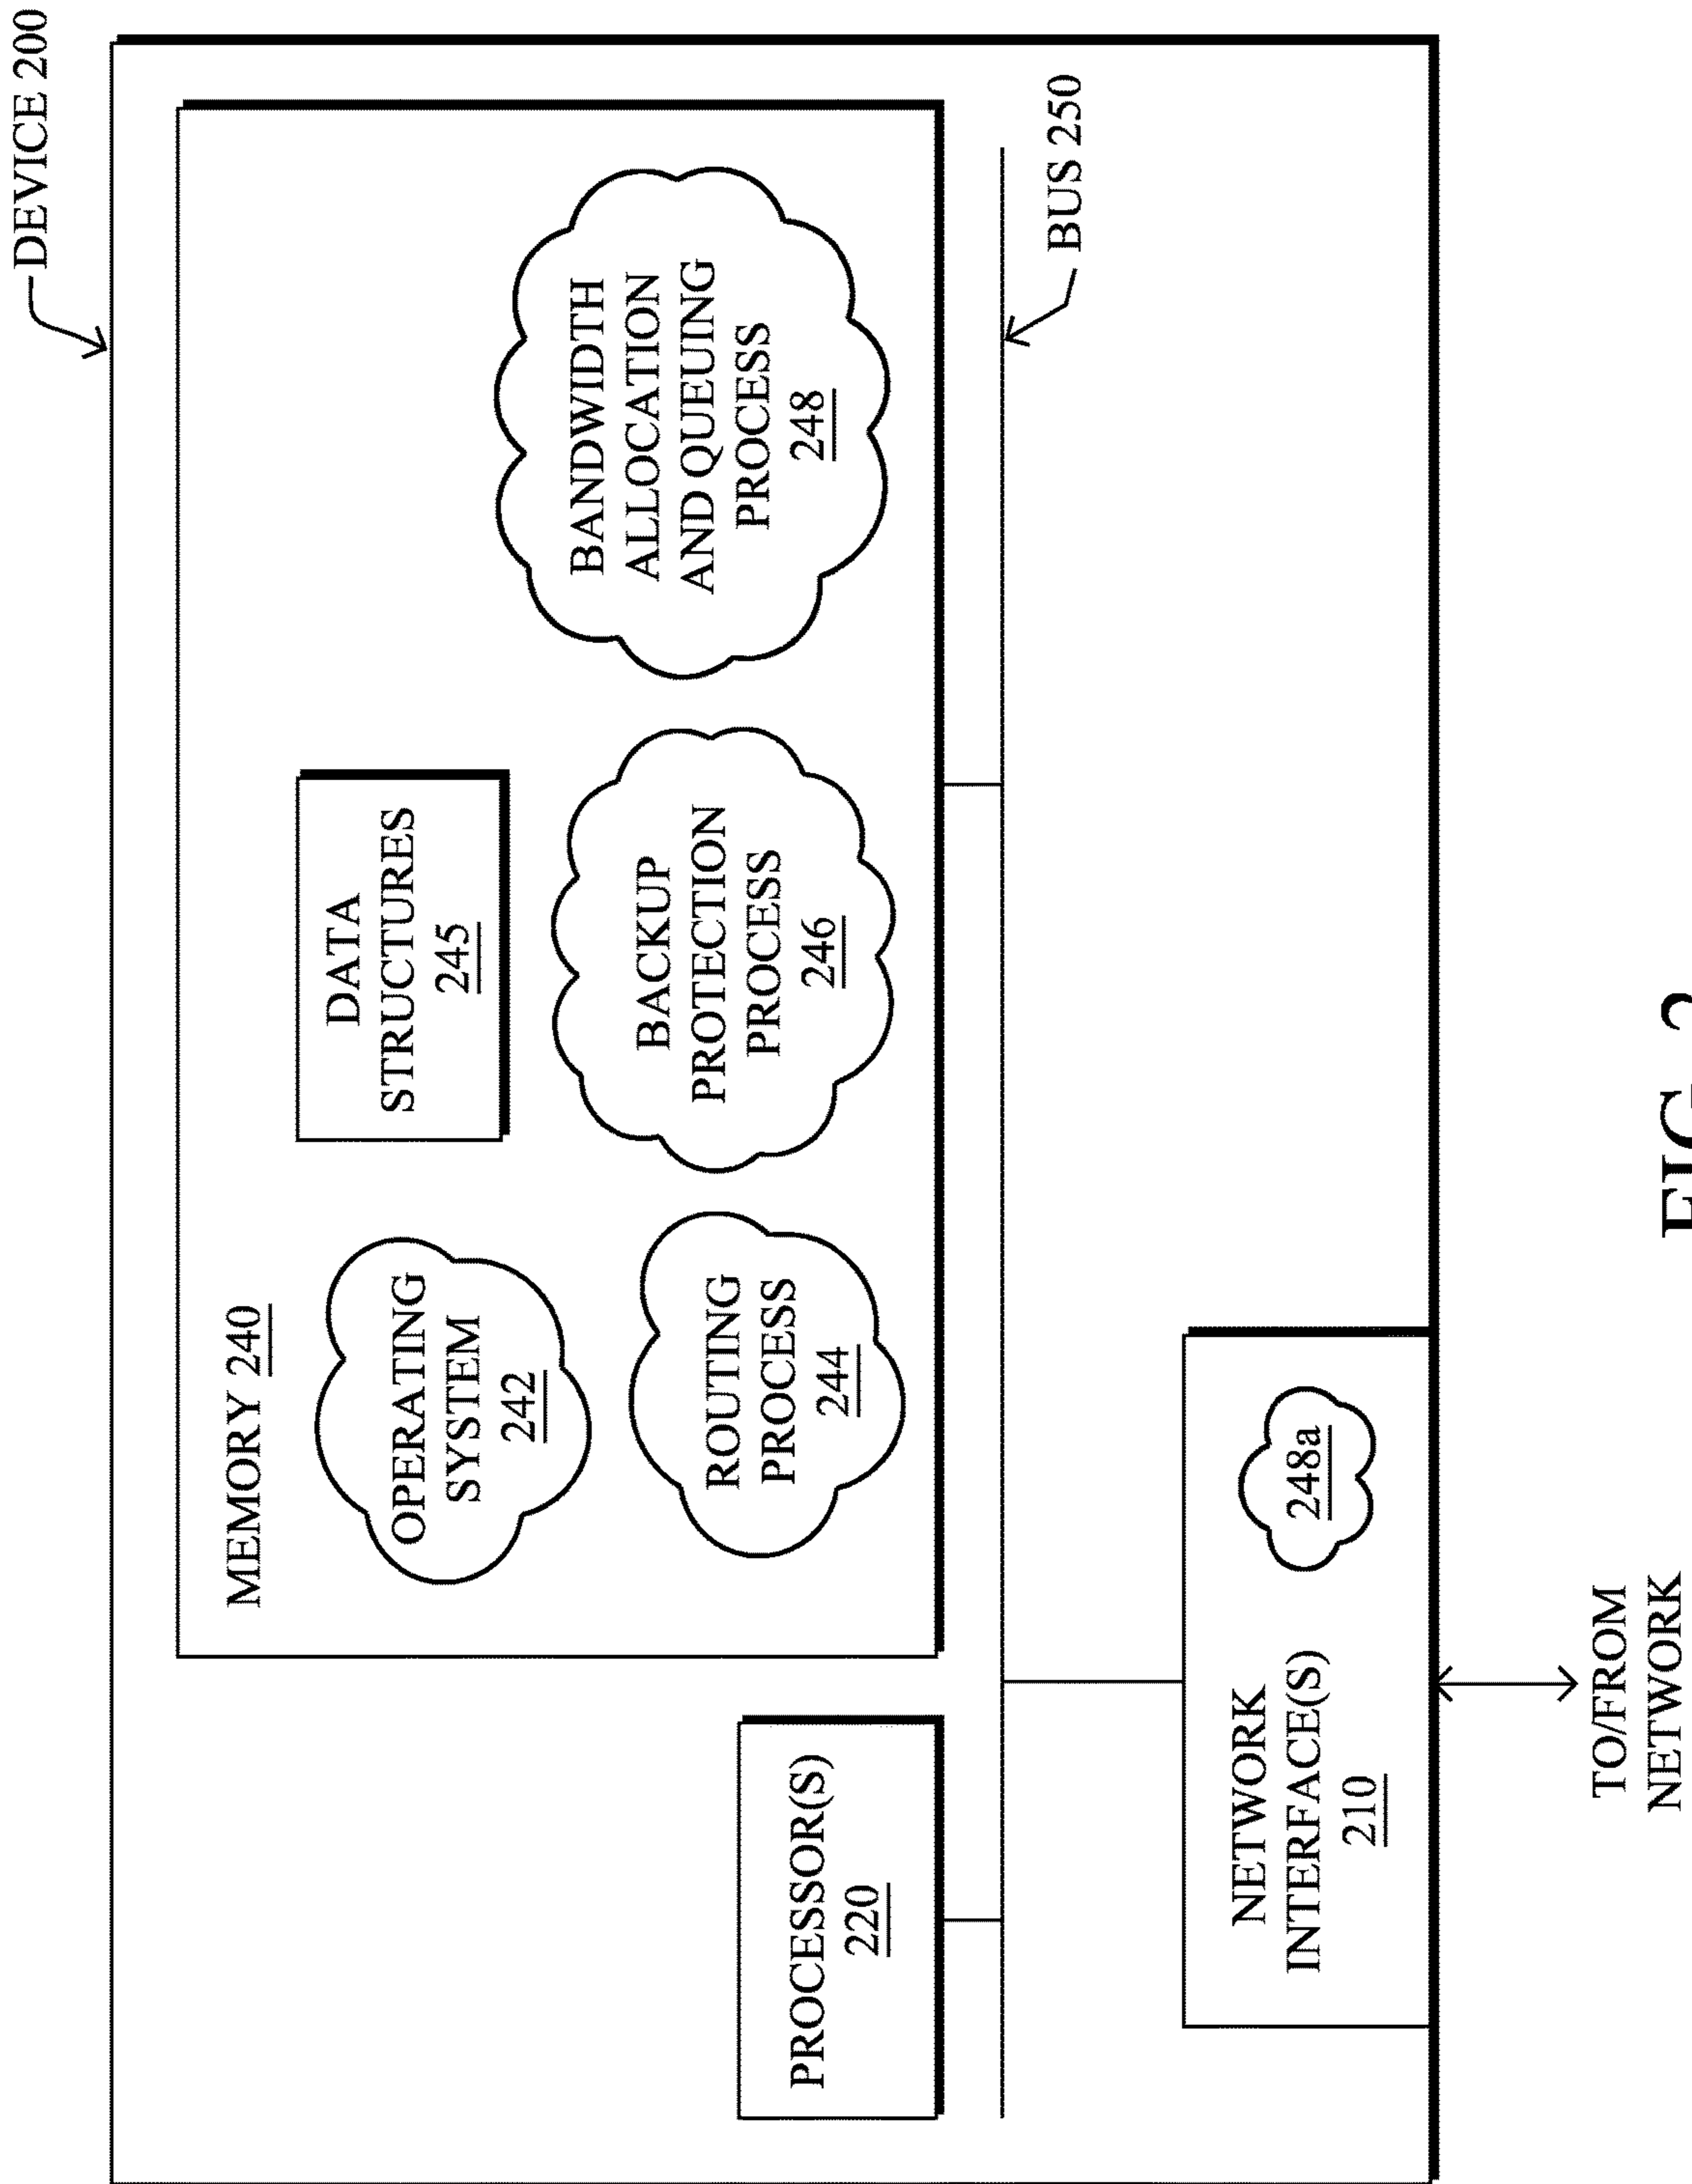 DEVICE 200
MEMORY 240
OPERATING
SYSTEM
242
DATA
STRUCTURES
245
ROUTING
PROCESS
244
BACKUP
PROTECTION
PROCESS
246
BANDWIDTH
ALLOCATION
AND QUEUING
PROCESS
248
PROCESSOR(S)
220
BUS 250
NETWORK
INTERFACE(S)
210
248a
TO/FROM
NETWORK